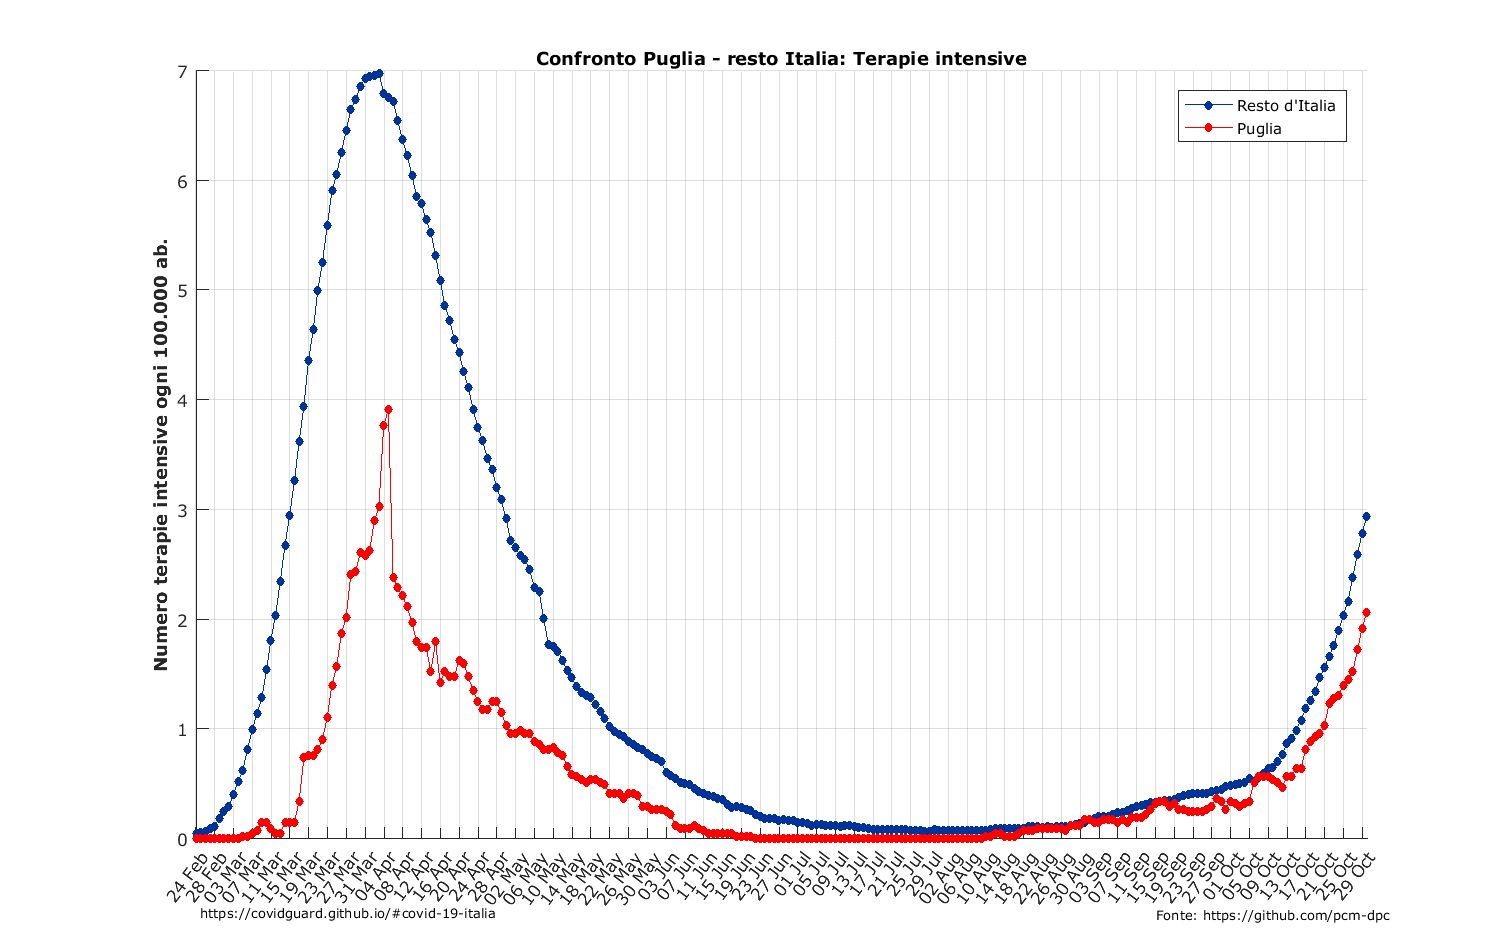 Confronto Puglia - resto Italia: Terapie intensive
Numero terapie intensive ogni 100.000 ab.
7
6
5
4
3
2
1
0
Resto d'Italia
Puglia
24 Feb
28 Feb
03 Mar
07 Mar
11 Mar
15 Mar
19 Mar
23 Mar
27 Mar
31 Mar
04 Apr
08 Apr
12 Apr
16 Apr
20 Apr
24 Apr
28 Apr
02 May
06 May
10 May
14 May
18 May
22 May
26 May
30 May
03 Jun
07 Jun
11 Jun
15 Jun
19 Jun
23 Jun
27 Jun
01 Jul
05 Jul
09 Jul
13 Jul
17 Jul
21 Jul
25 Jul
29 Jul
02 Aug
06 Aug
10 Aug
14 Aug
18 Aug
22 Aug
26 Aug
30 Aug
03 Sep
07 Sep
11 Sep
15 Sep
19 Sep
23 Sep
27 Sep
01 Oct
05 Oct
09 Oct
13 Oct
17 Oct
21 Oct
25 Oct
29 Oct
https://covidguard.github.io/#covid-19-italia
Fonte: https://github.com/pcm-dpc